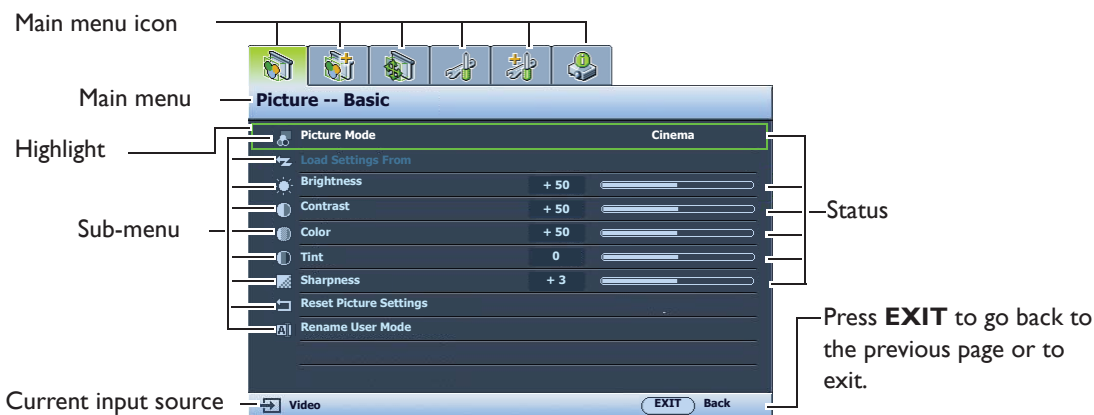 Main menu icon
Main menu
Picture -- Basic
Highlight
Picture Mode Cinema
Load Settings From
Brightness + 50
Contrast + 50
Status
Sub-menu
Color + 50
Tint 0
Sharpness + 3
Reset Picture Settings
Rename User Mode
Press EXIT to go back to
the previous page or to
exit.
Current input source
Video
EXIT Back